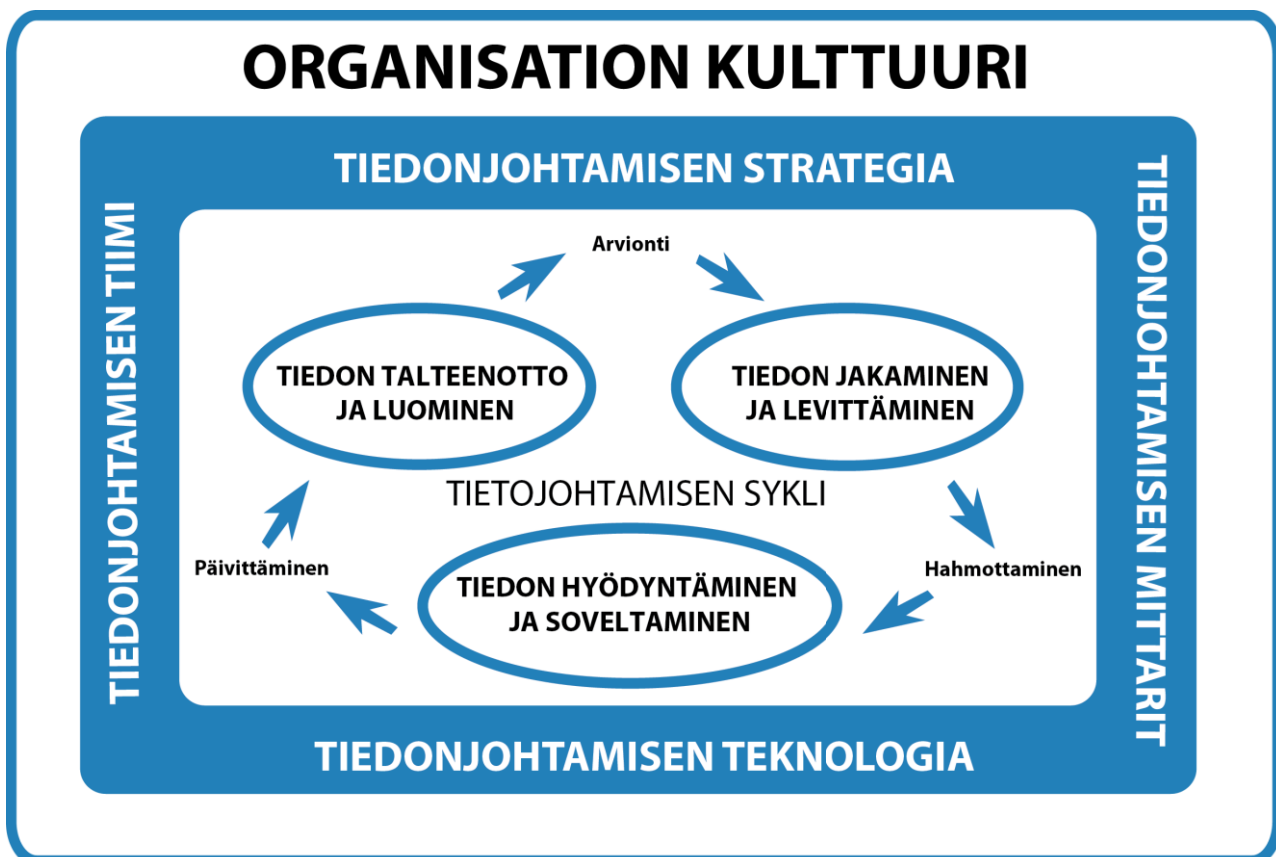 ORGANISATION KULTTUURI
TIEDONJOHTAMISEN STRATEGIA
TIEDONJOHTAMISEN TIIMI
TIEDONJOHTAMISEN MITTARIT
Arvionti
TIEDON TALTEENOTTO
JA LUOMINEN
TIEDON JAKAMINEN
JA LEVITTÄMINEN
TIETOJOHTAMISEN SYKLI
Päivittäminen
Hahmottaminen
TIEDON HYÖDYNTÄMINEN
JA SOVELTAMINEN
TIEDONJOHTAMISEN TEKNOLOGIA